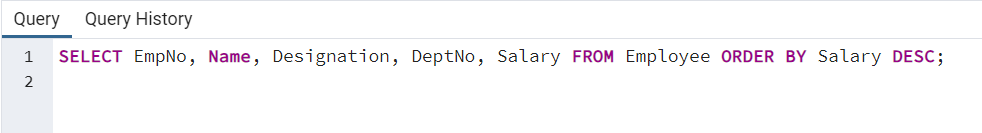 Query Query History
1 SELECT EmpNo, Name, Designation, DeptNo, Salary FROM Employee ORDER BY Salary DESC;
2